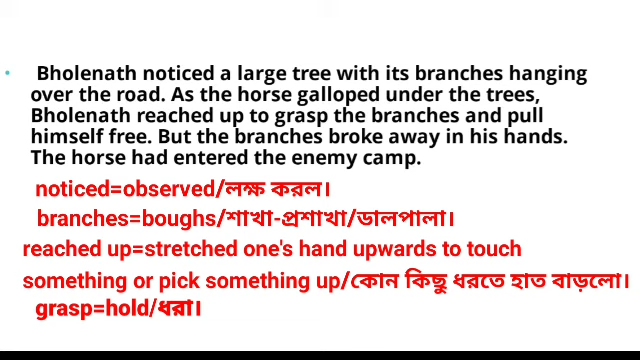 • Bholenath noticed a large tree with its branches hanging
over the road. As the horse galloped under the trees,
Bholenath reached up to grasp the branches and pull
himself free. But the branches broke away in his hands.
The horse had entered the enemy camp.
noticed=observed/লক্ষ করল।
branches=boughs/শাখা-প্রশাখা/ডালপালা।
reached up=stretched one's hand upwards to touch
something or pick something up/কোন কিছু ধরতে হাত বাড়লো।
grasp=hold/ধরা।